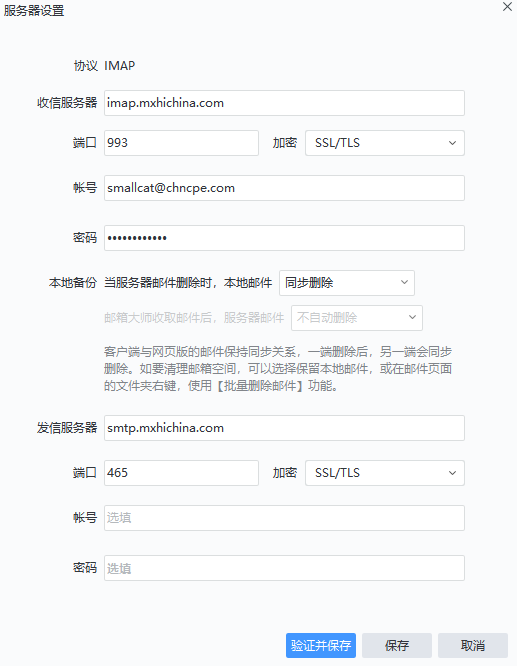 服务器设置
协议 IMAP
收信服务器 imap.mxhichina.com
端口 993 加密 SSL/TLS
帐号 smallcat@chncpe.com
密码 ••••••••••••
本地备份 当服务器邮件删除时，本地邮件 同步删除
邮箱大师收取邮件后，服务器邮件 不自动删除
客户端与网页版的邮件保持同步关系，一端删除后，另一端会同步
删除。如要清理邮箱空间，可以选择保留本地邮件，或在邮件页面
的文件夹右键，使用【批量删除邮件】功能。
发信服务器 smtp.mxhichina.com
端口 465 加密 SSL/TLS
帐号 选填
密码 选填
验证并保存 保存 取消